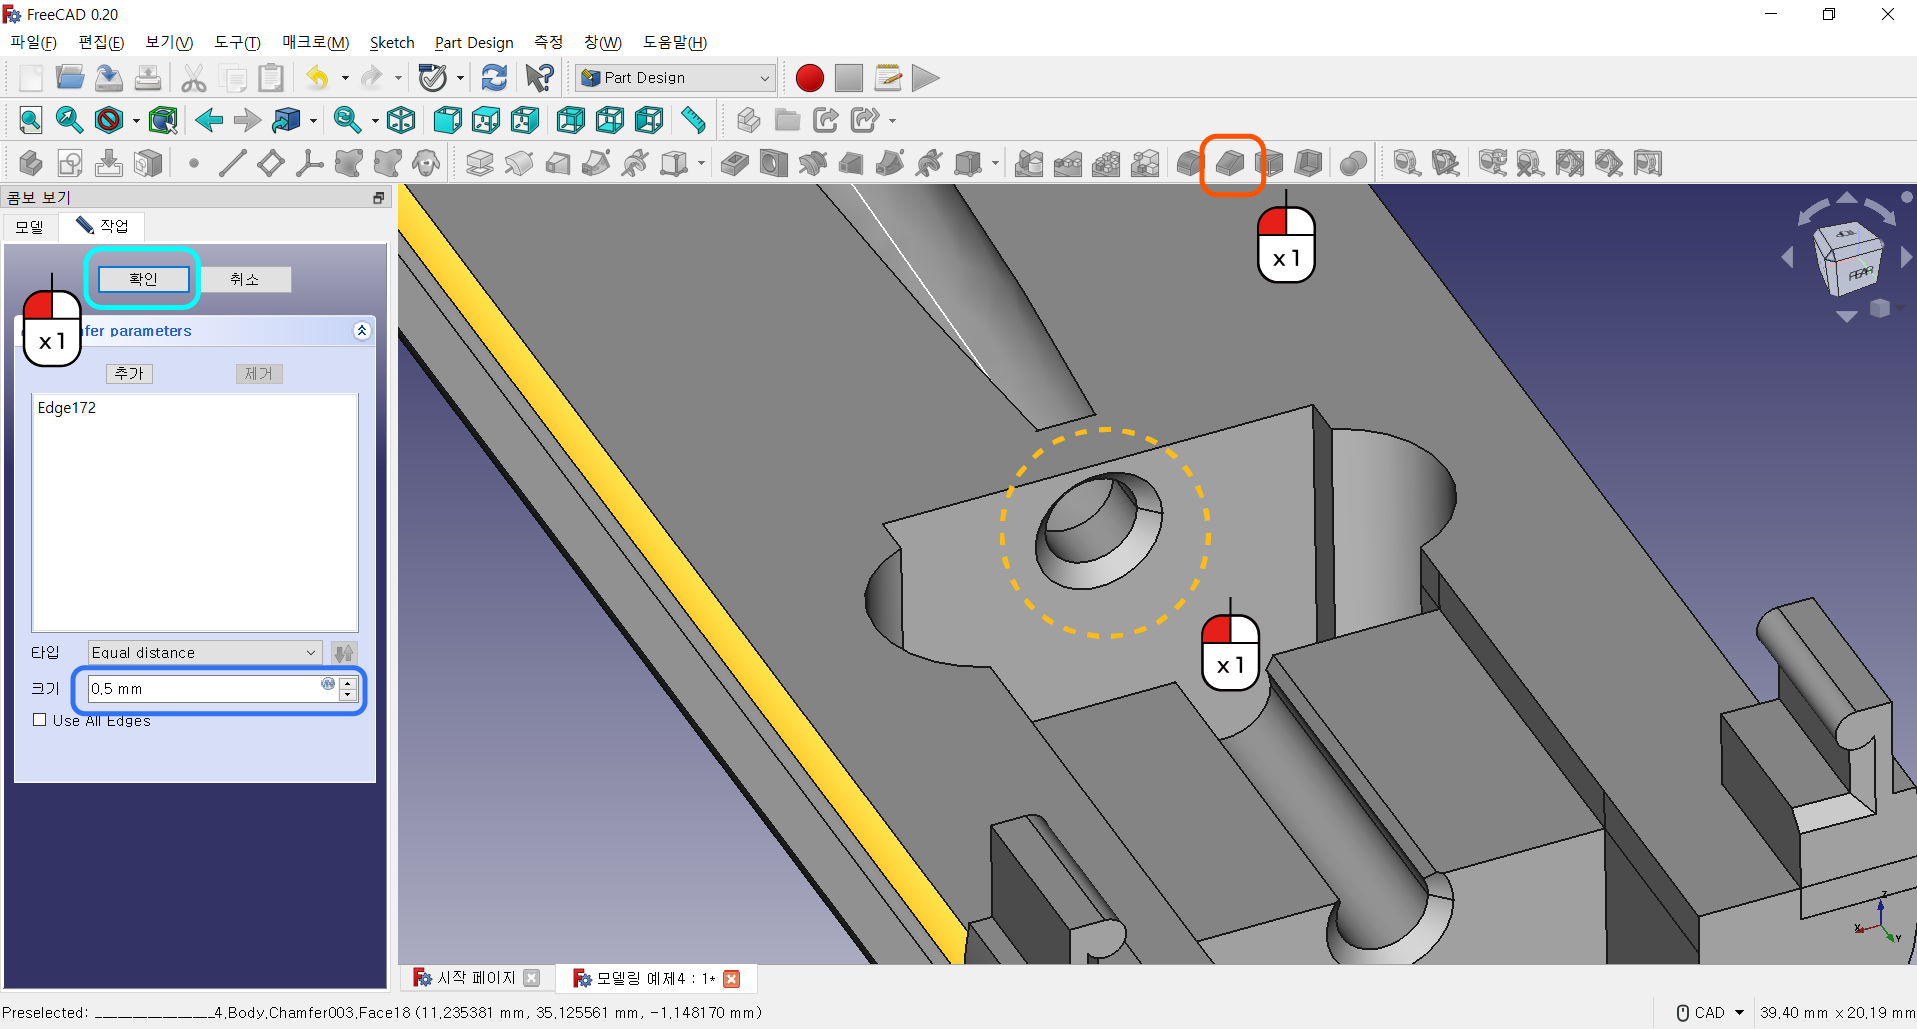 FreeCAD 0.20
파일(F) 편집(E) 보기(V) 도구(T) 매크로(M) Sketch Part Design 측정 창(W) 도움말(H)
Part Design
콤보 보기
모델 작업
확인 취소
x 1
fer parameters
추가 제거
Edge172
타입 Equal distance
크기 0,5 mm
Use All Edges
x 1
x 1
REAR
Z
X
Y
시작 페이지
모델링 예제4 : 1*
Preselected: ________________4.Body.Chamfer003.Face18 (11.235381 mm, 35.125561 mm, -1.148170 mm)
CAD 39.40 mm x 20.19 mm